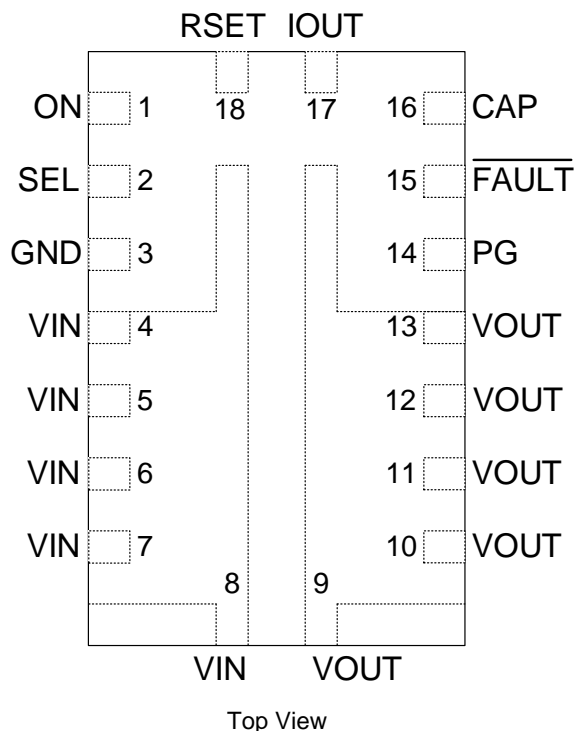 RSET IOUT
ON 1 18 17 16 CAP
SEL 2 15 FAULT
GND 3 14 PG
VIN 4 13 VOUT
VIN 5 12 VOUT
VIN 6 11 VOUT
VIN 7 10 VOUT
8 9
VIN VOUT
Top View